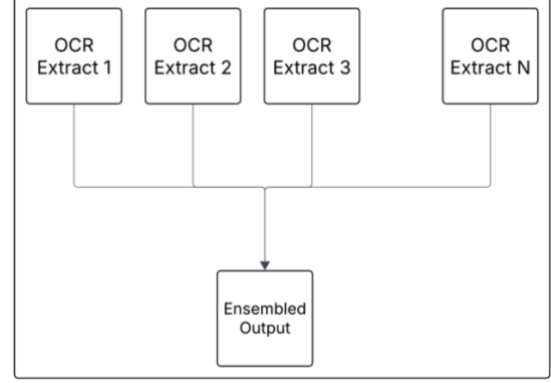 OCR
Extract 1
OCR
Extract 2
OCR
Extract 3
OCR
Extract N
Ensembled
Output